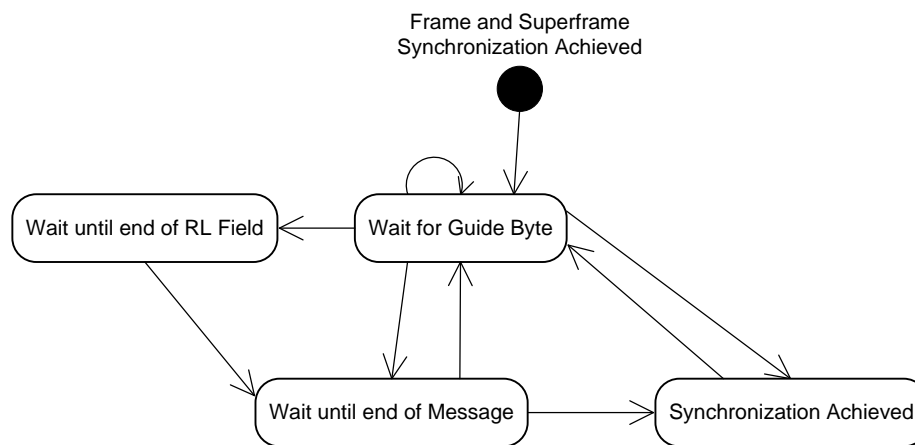 Frame and Superframe
Synchronization Achieved
Wait until end of RL Field
Wait for Guide Byte
Wait until end of Message
Synchronization Achieved